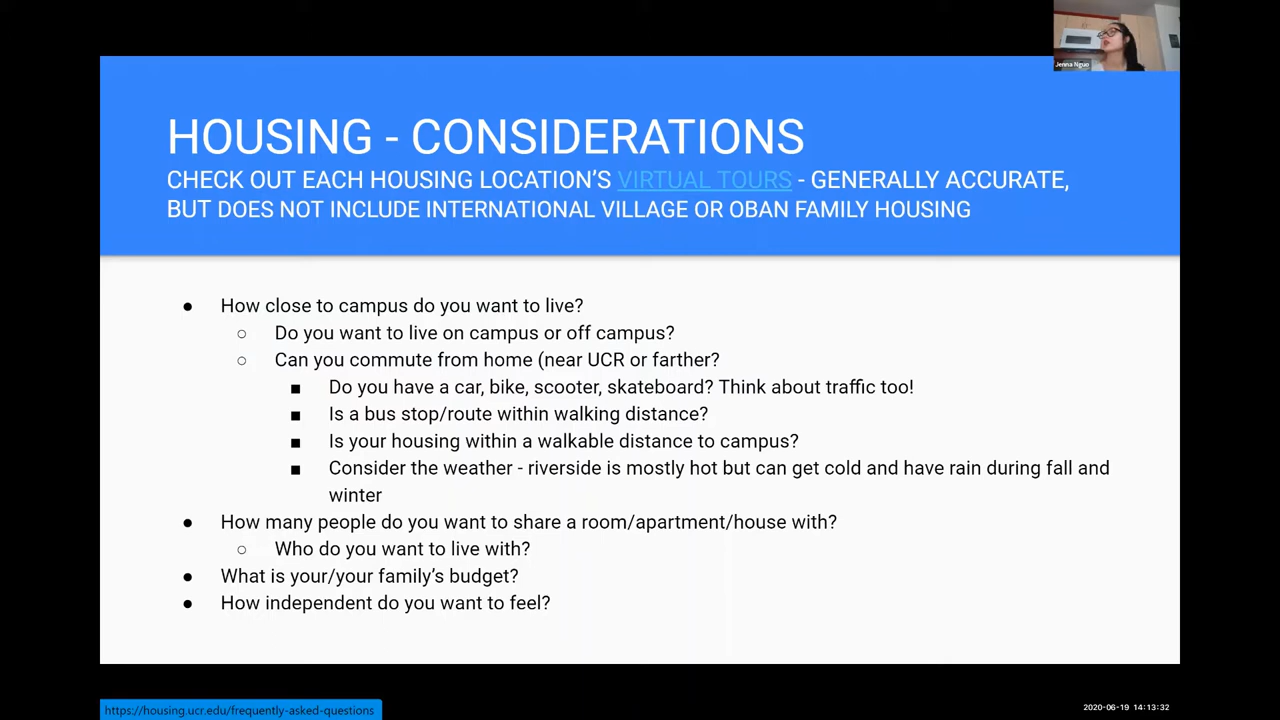 Jenna Nguo
HOUSING - CONSIDERATIONS
CHECK OUT EACH HOUSING LOCATION'S VIRTUAL TOURS - GENERALLY ACCURATE,
BUT DOES NOT INCLUDE INTERNATIONAL VILLAGE OR OBAN FAMILY HOUSING
● How close to campus do you want to live?
○ Do you want to live on campus or off campus?
○ Can you commute from home (near UCR or farther?
■ Do you have a car, bike, scooter, skateboard? Think about traffic too!
■ Is a bus stop/route within walking distance?
■ Is your housing within a walkable distance to campus?
■ Consider the weather - riverside is mostly hot but can get cold and have rain during fall and
winter
● How many people do you want to share a room/apartment/house with?
○ Who do you want to live with?
● What is your/your family's budget?
● How independent do you want to feel?
https://housing.ucr.edu/frequently-asked-questions
2020-06-19 14:13:32